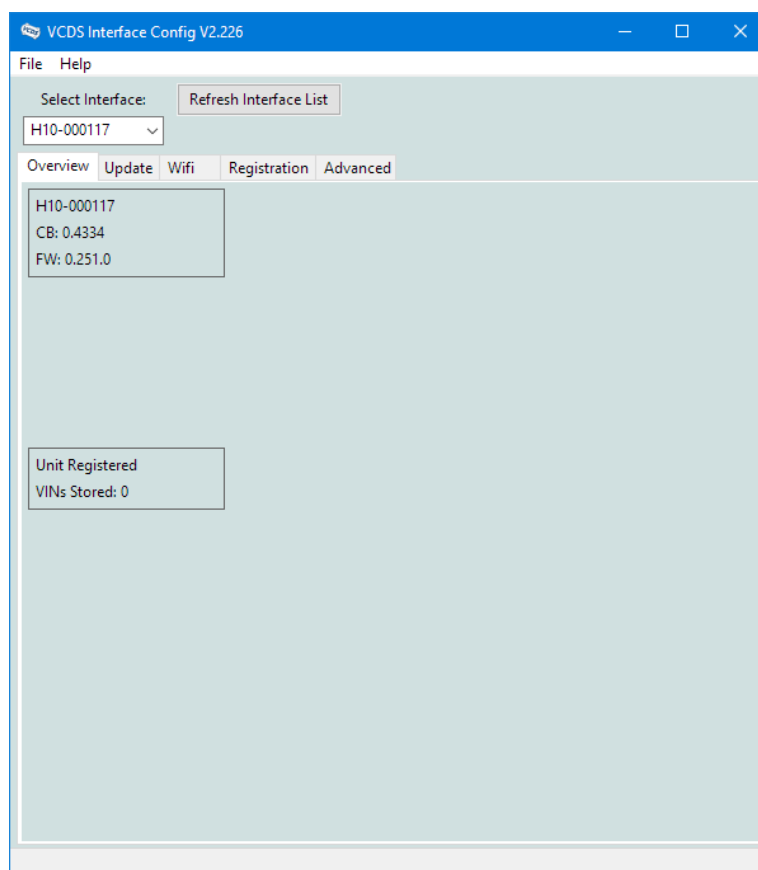 VCDS Interface Config V2.226
File Help
Select Interface: Refresh Interface List
H10-000117
Overview Update Wifi Registration Advanced
H10-000117
CB: 0.4334
FW: 0.251.0
Unit Registered
VINs Stored: 0